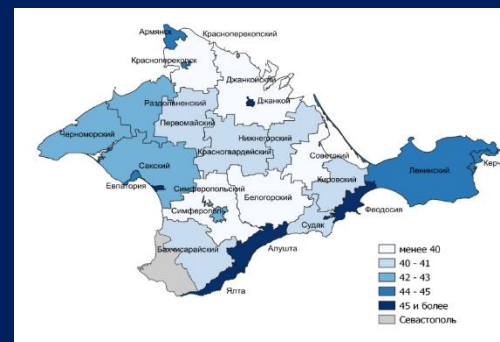 Армянск
Красноперекопский
Красноперекопск
Джанкойский
Джанкой
Раздольненский
Первомайский
Черноморский
Нижнегорский
Красногвардейский
Советский
Сакский
Ленинский
Керчь
Евпатория
Симферопольский
Кировский
Белогорский
Симферополь
Феодосия
Судак
Бахчисарайский
Алушта
Ялта
менее 40
40 - 41
42 - 43
44 - 45
45 и более
Севастополь